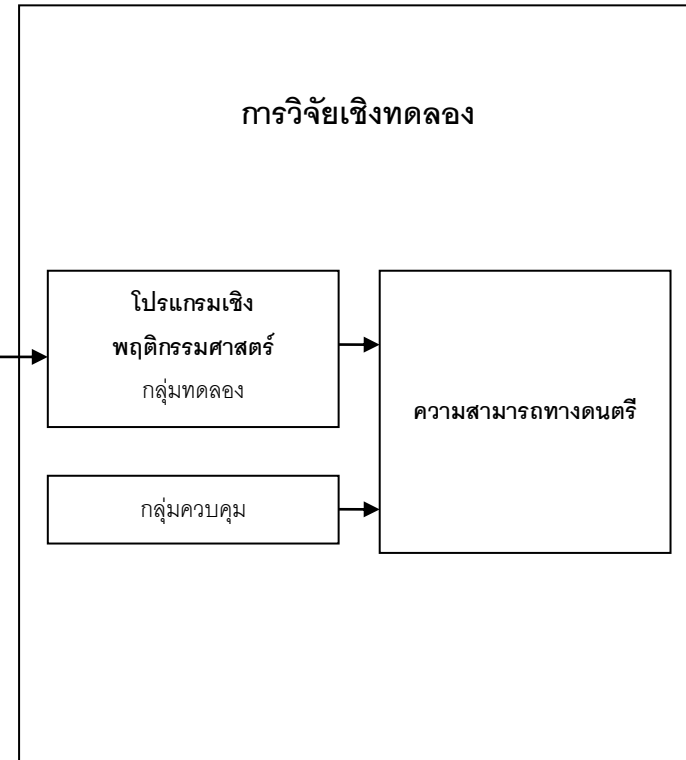 การวิจัยเชิงทดลอง
โปรแกรมเชิง
พฤติกรรมศาสตร์
กลุ่มทดลอง
ความสามารถทางดนตรี
กลุ่มควบคุม